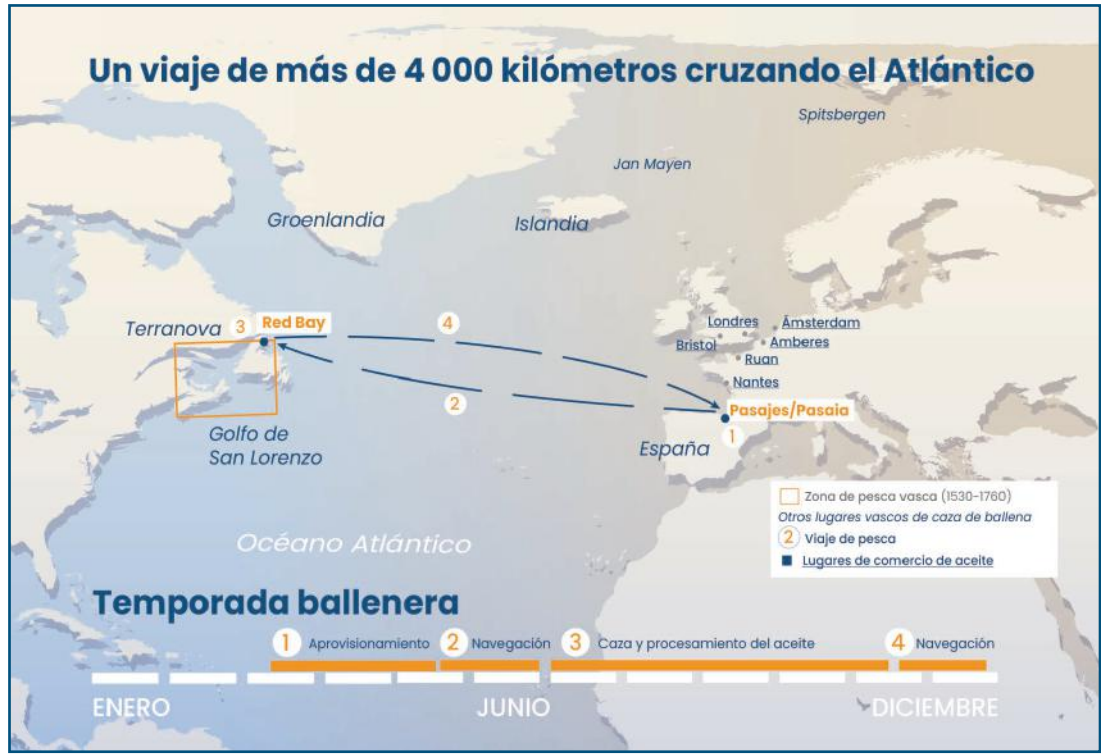 Un viaje de más de 4 000 kilómetros cruzando el Atlántico
Spitsbergen
Jan Mayen
Groenlandia
Islandia
Terranova
3
Red Bay
4
Londres
Ámsterdam
Bristol
Amberes
Ruan
Nantes
2
Pasajes/Pasaia
1
Golfo de
San Lorenzo
España
Zona de pesca vasca (1530-1760)
Otros lugares vascos de caza de ballena
2 Viaje de pesca
Lugares de comercio de aceite
Océano Atlántico
Temporada ballenera
1 Aprovisionamiento
2 Navegación
3 Caza y procesamiento del aceite
4 Navegación
ENERO
JUNIO
DICIEMBRE